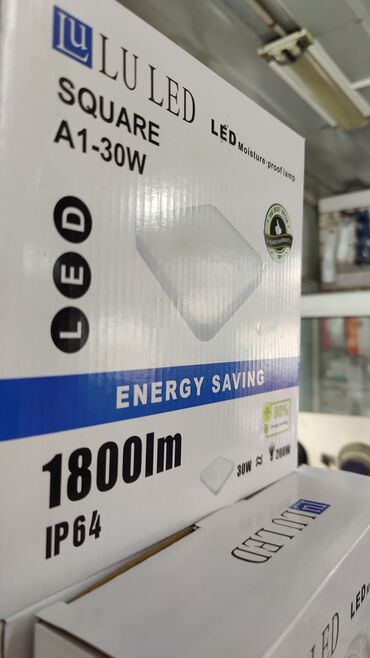 LU LU LED
SQUARE
A1-30W
LED Moisture-proof lamp
LED
ENERGY SAVING
80%
1800lm
30W ≈ 200W
IP64
LU LU LED
LED
LED